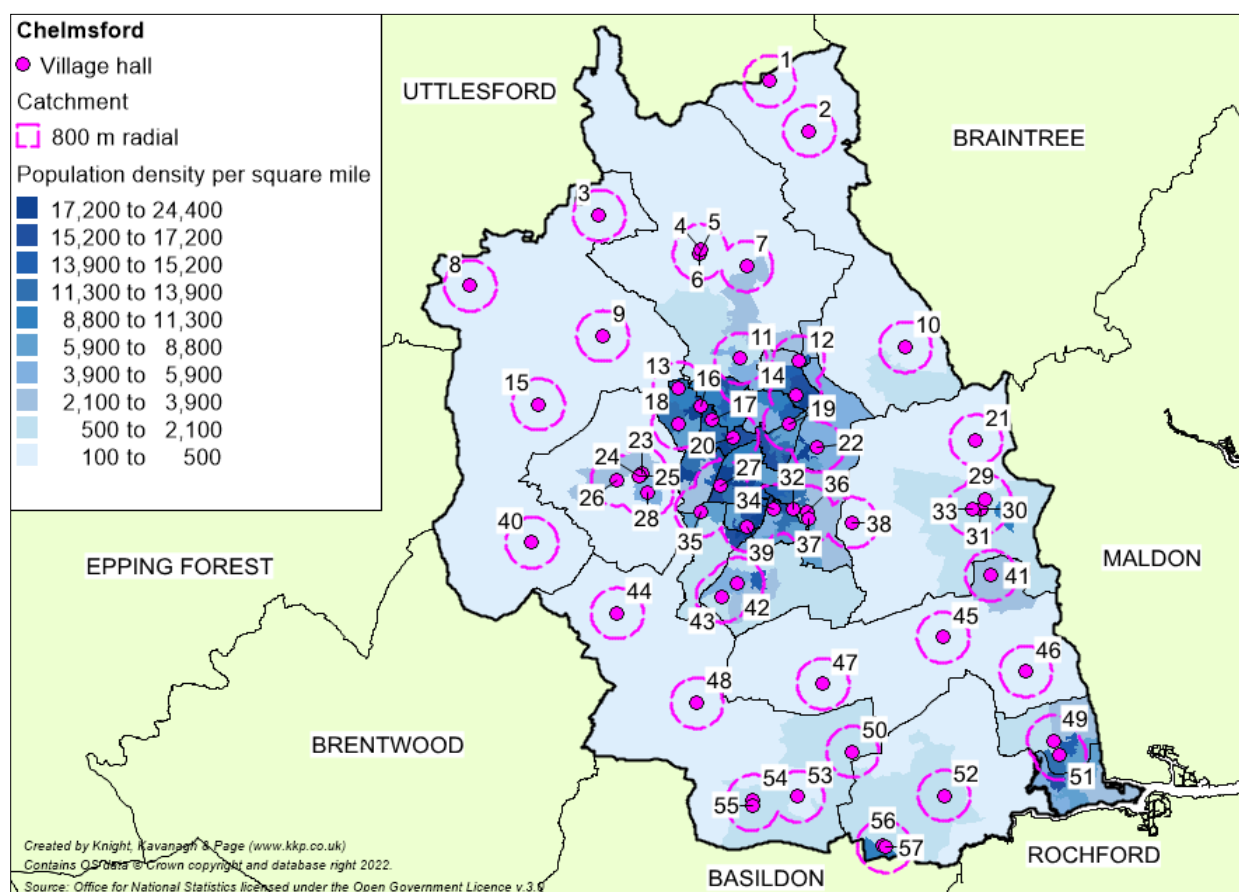 Chelmsford
Village hall
Catchment
800 m radial
Population density per square mile
17,200 to 24,400
15,200 to 17,200
13,900 to 15,200
11,300 to 13,900
8,800 to 11,300
5,900 to 8,800
3,900 to 5,900
2,100 to 3,900
500 to 2,100
100 to 500
UTTLESFORD
BRAINTREE
EPPING FOREST
MALDON
BRENTWOOD
ROCHFORD
BASILDON
1
2
3
4
5
6
7
8
9
10
11
12
13
14
15
16
17
18
19
20
21
22
23
24
25
26
27
28
29
30
31
32
33
34
35
36
37
38
39
40
41
42
43
44
45
46
47
48
49
50
51
52
53
54
55
56
57
Created by Knight, Kavanagh & Page (www.kkp.co.uk)
Contains OS data © Crown copyright and database right 2022.
Source: Office for National Statistics licensed under the Open Government Licence v.3.0